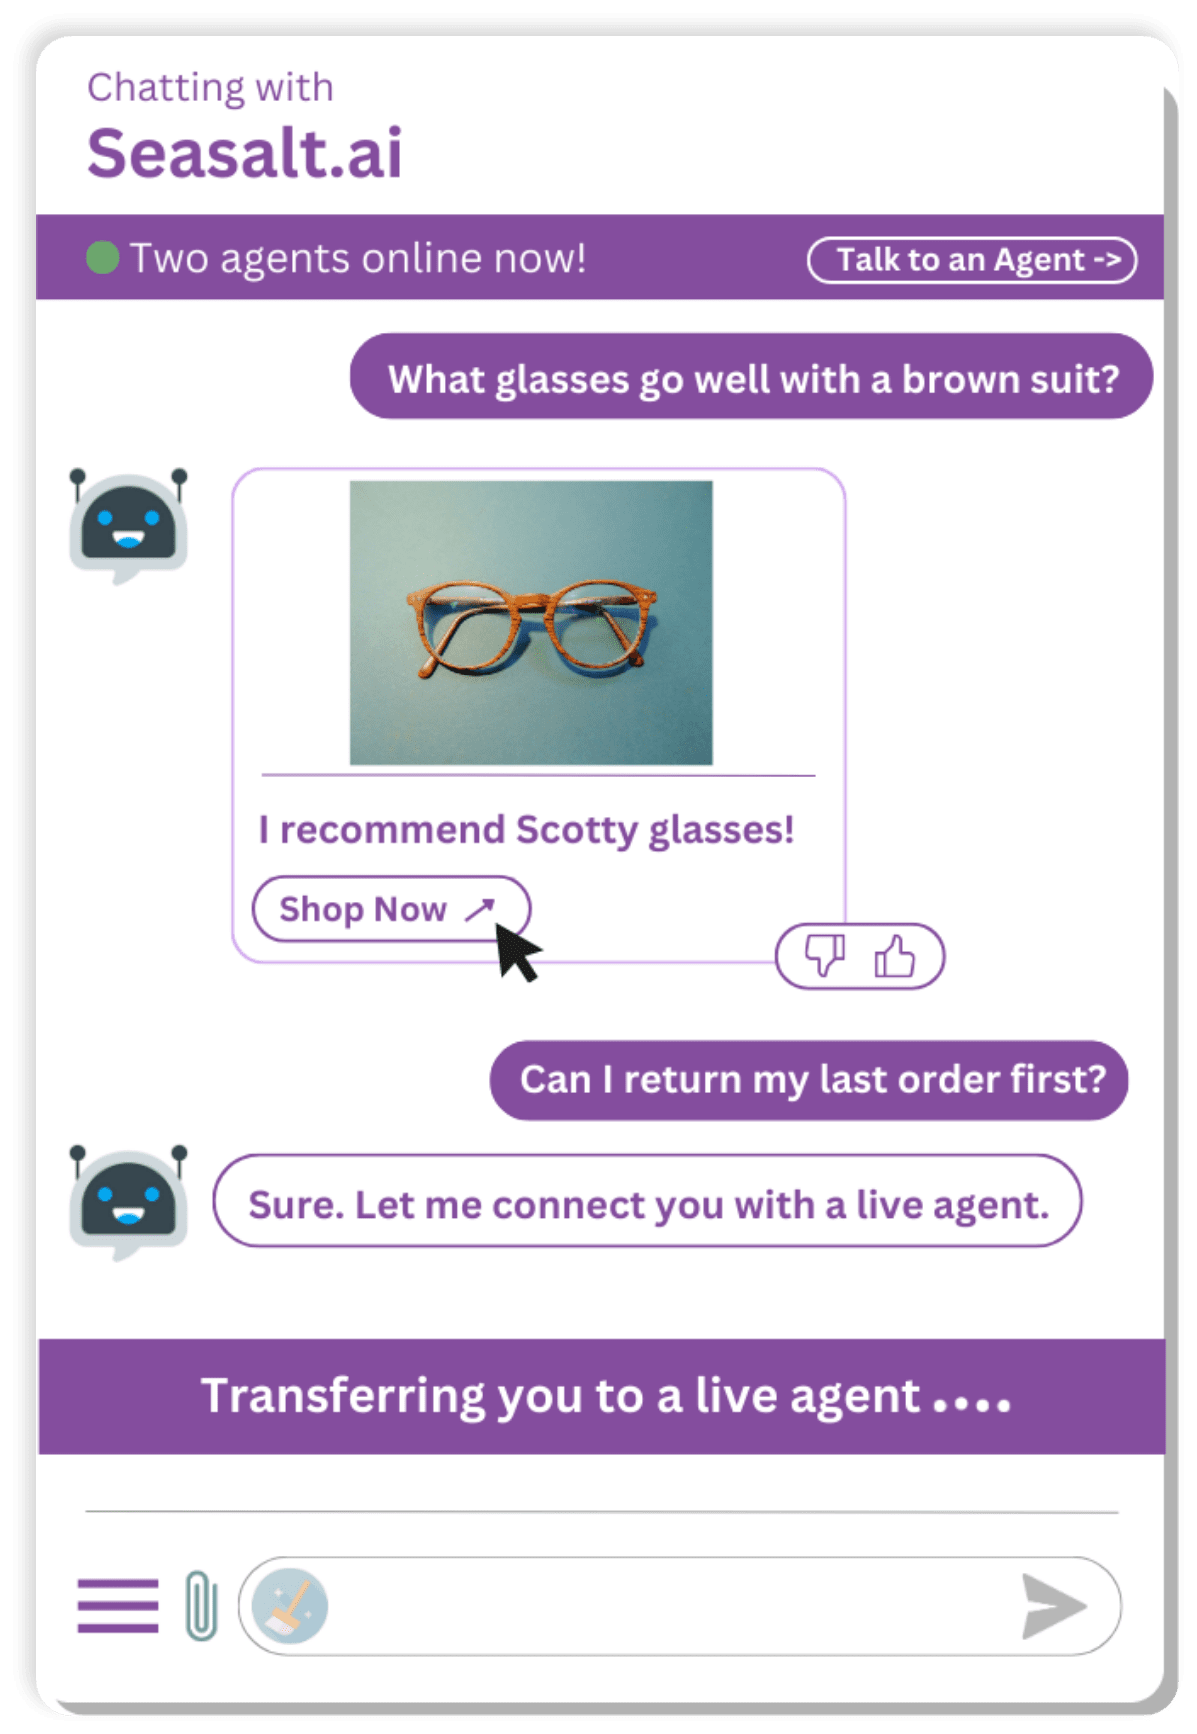 Chatting with
Seasalt.ai
Two agents online now!
Talk to an Agent ->
What glasses go well with a brown suit?
I recommend Scotty glasses!
Shop Now ↗
Can I return my last order first?
Sure. Let me connect you with a live agent.
Transferring you to a live agent ....